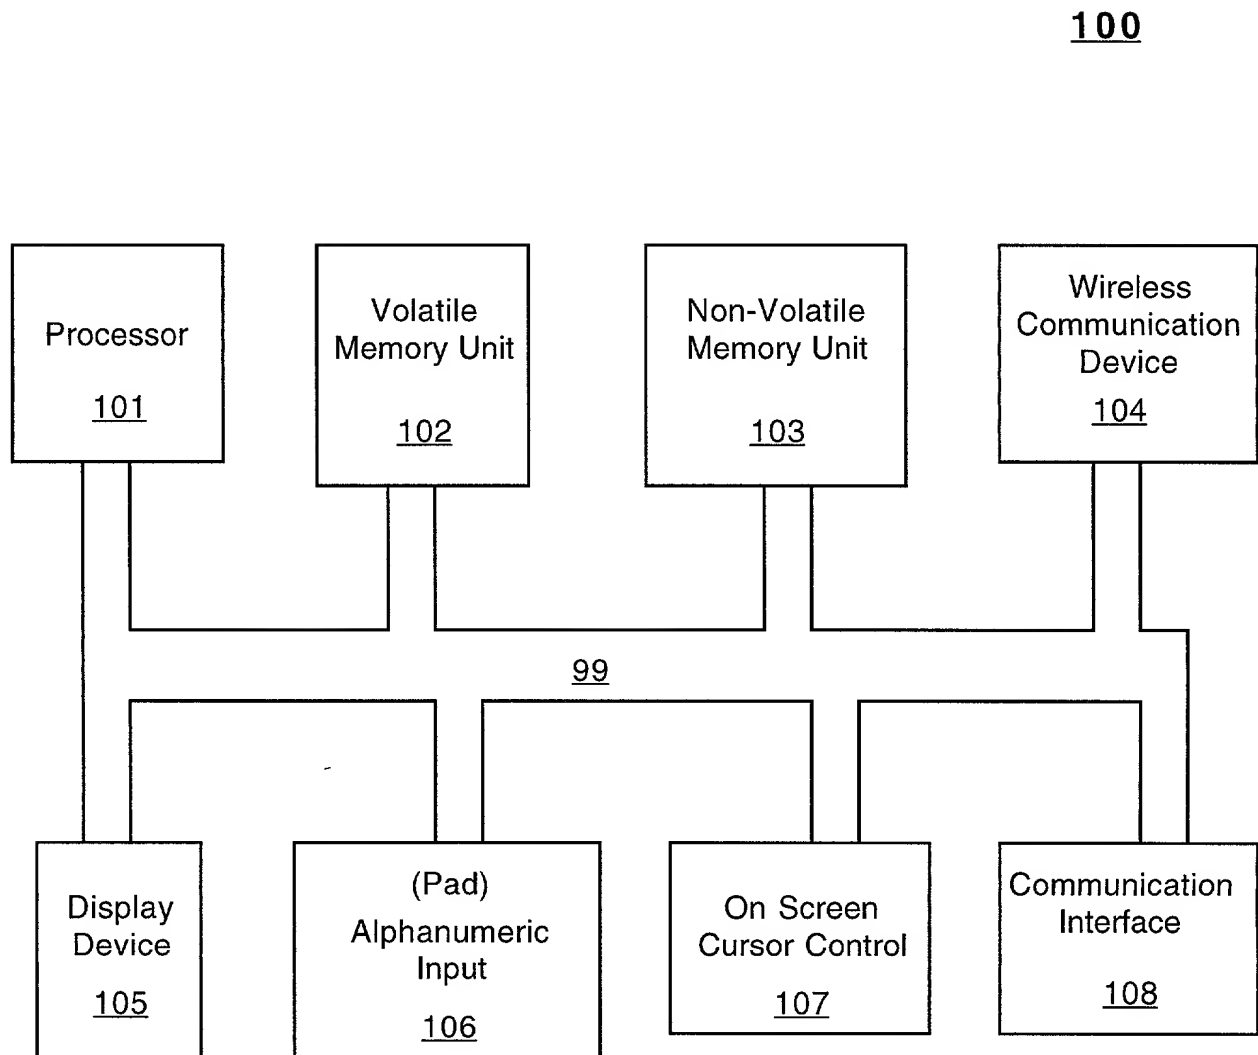 100
Processor
101
Volatile
Memory Unit
102
Non-Volatile
Memory Unit
103
Wireless
Communication
Device
104
99
Display
Device
105
(Pad)
Alphanumeric
Input
106
On Screen
Cursor Control
107
Communication
Interface
108